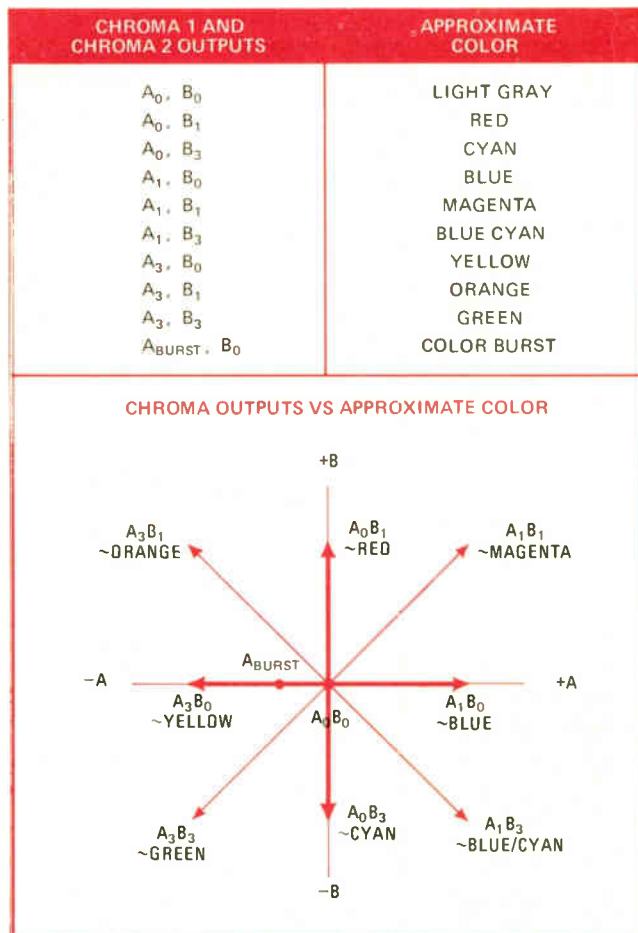 CHROMA 1 AND CHROMA 2 OUTPUTS APPROXIMATE COLOR
A₀, B₀ LIGHT GRAY
A₀, B₁ RED
A₀, B₃ CYAN
A₁, B₀ BLUE
A₁, B₁ MAGENTA
A₁, B₃ BLUE CYAN
A₃, B₀ YELLOW
A₃, B₁ ORANGE
A₃, B₃ GREEN
A_BURST, B₀ COLOR BURST
CHROMA OUTPUTS VS APPROXIMATE COLOR
+B
A₃B₁
~ORANGE
A₀B₁
~RED
A₁B₁
~MAGENTA
A_BURST
−A
+A
A₃B₀
~YELLOW
A₀B₀
A₁B₀
~BLUE
A₃B₃
~GREEN
A₀B₃
~CYAN
A₁B₃
~BLUE/CYAN
−B